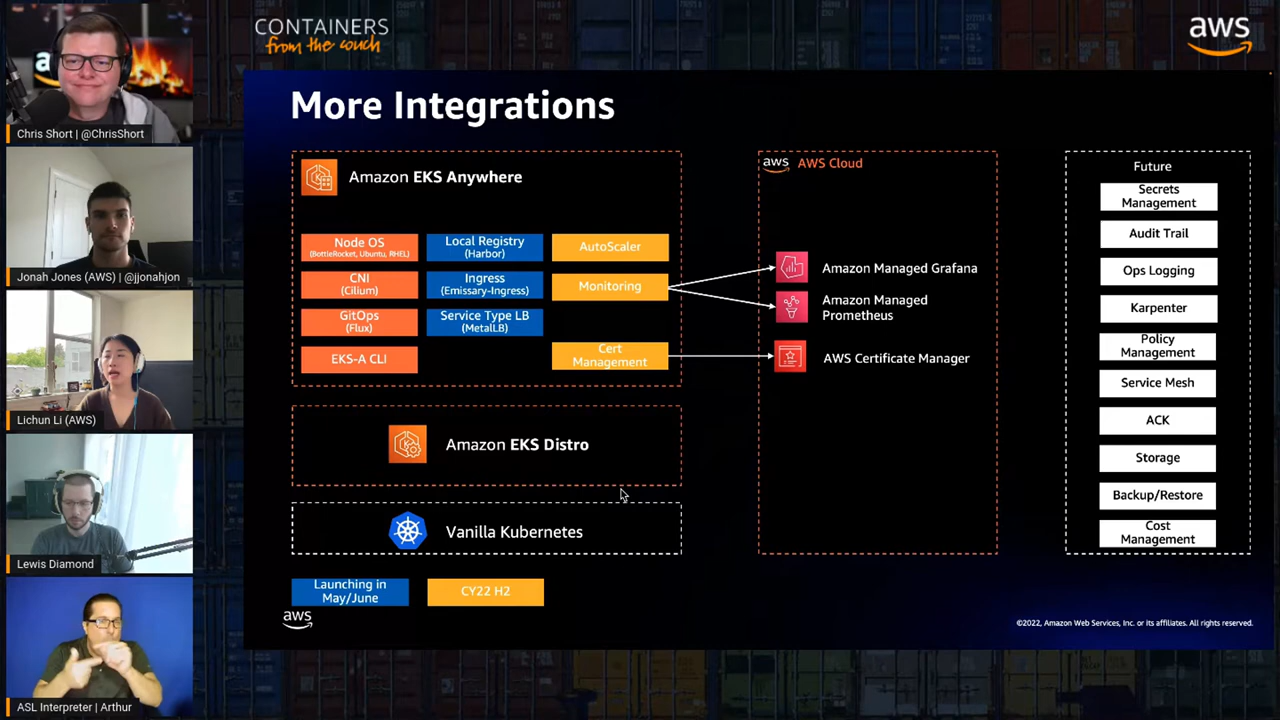 CONTAINERS
from the couch
aws
Chris Short | @ChrisShort
Jonah Jones (AWS) | @jjonahjon
Lichun Li (AWS)
Lewis Diamond
ASL Interpreter | Arthur
More Integrations
Amazon EKS Anywhere
Node OS
(BottleRocket, Ubuntu, RHEL)
CNI
(Cilium)
GitOps
(Flux)
EKS-A CLI
Local Registry
(Harbor)
Ingress
(Emissary-Ingress)
Service Type LB
(MetalLB)
AutoScaler
Monitoring
Cert
Management
Amazon EKS Distro
Vanilla Kubernetes
Launching in
May/June
CY22 H2
aws
aws
AWS Cloud
Amazon Managed Grafana
Amazon Managed
Prometheus
AWS Certificate Manager
Future
Secrets
Management
Audit Trail
Ops Logging
Karpenter
Policy
Management
Service Mesh
ACK
Storage
Backup/Restore
Cost
Management
©2022, Amazon Web Services, Inc. or its affiliates. All rights reserved.